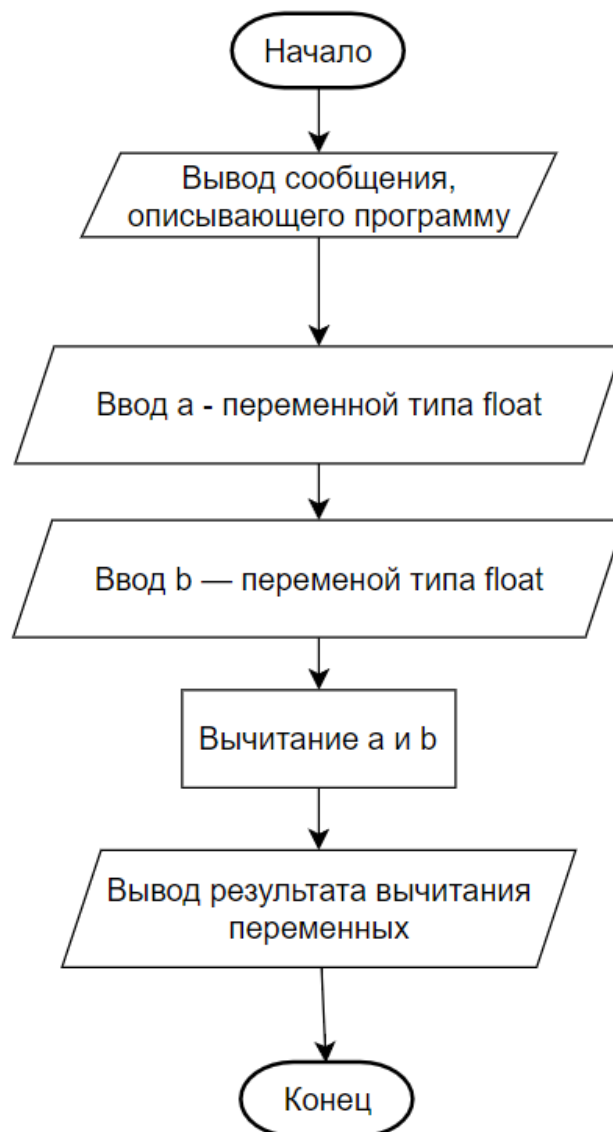 Начало
Вывод сообщения,
описывающего программу
Ввод a - переменной типа float
Ввод b — переменой типа float
Вычитание a и b
Вывод результата вычитания
переменных
Конец